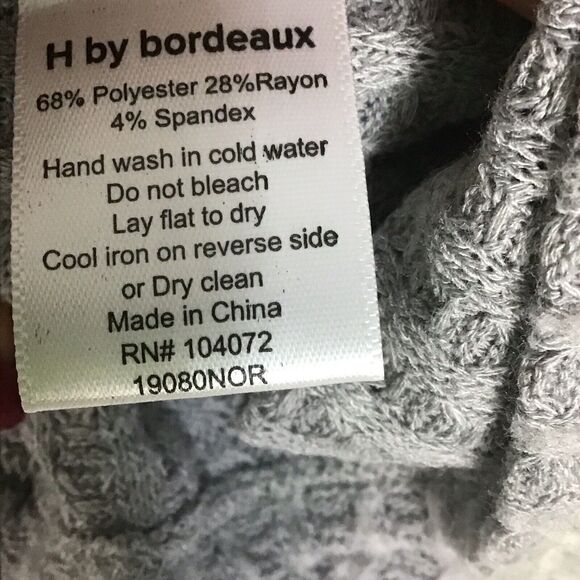 H by bordeaux
68% Polyester 28%Rayon
4% Spandex
Hand wash in cold water
Do not bleach
Lay flat to dry
Cool iron on reverse side
or Dry clean
Made in China
RN# 104072
19080NOR